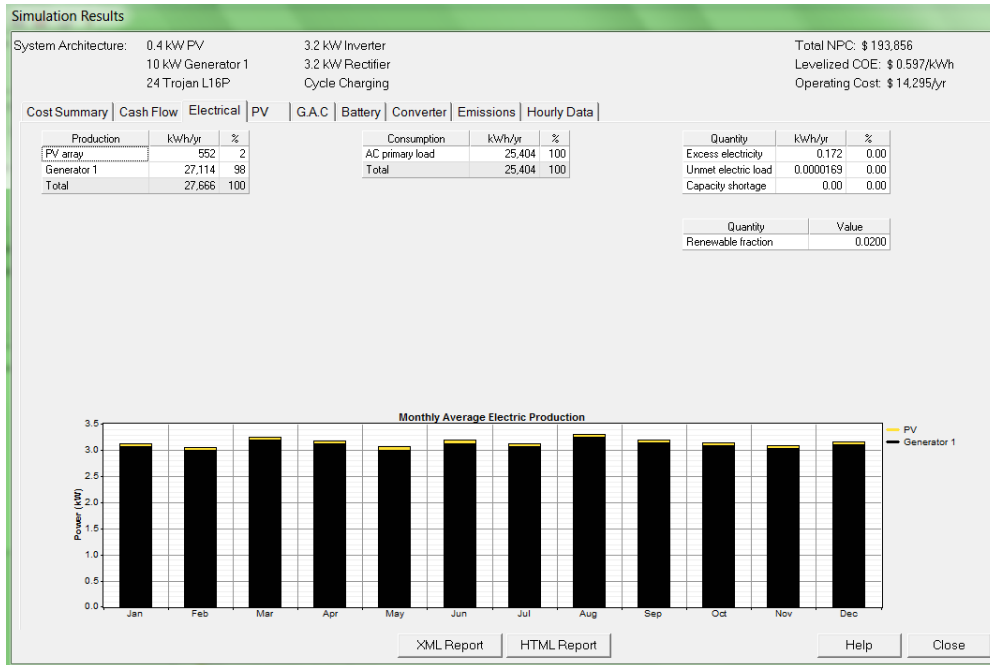 Simulation Results
System Architecture: 0.4 kW PV 3.2 kW Inverter Total NPC: $ 193,856
10 kW Generator 1 3.2 kW Rectifier Levelized COE: $ 0.597/kWh
24 Trojan L16P Cycle Charging Operating Cost: $ 14,295/yr
Cost Summary Cash Flow Electrical PV G.A.C Battery Converter Emissions Hourly Data
Production kWh/yr % Consumption kWh/yr % Quantity kWh/yr %
PV array 552 2 AC primary load 25,404 100 Excess electricity 0.172 0.00
Generator 1 27,114 98 Total 25,404 100 Unmet electric load 0.0000169 0.00
Total 27,666 100 Capacity shortage 0.00 0.00
Quantity Value
Renewable fraction 0.0200
Monthly Average Electric Production
3.5
3.0
2.5
2.0
1.5
1.0
0.5
0.0
Power (kW)
Jan Feb Mar Apr May Jun Jul Aug Sep Oct Nov Dec
PV
Generator 1
XML Report HTML Report Help Close